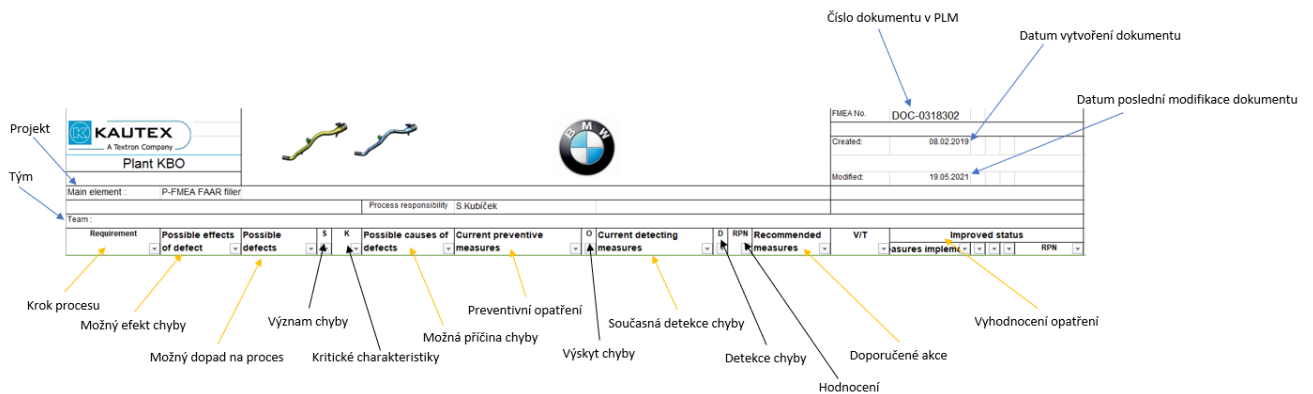 Číslo dokumentu v PLM
Datum vytvoření dokumentu
Datum poslední modifikace dokumentu
Projekt
Tým
KAUTEX
A Textron Company
Plant KBO
BMW
FMEA No. DOC-0318302
Created: 08.02.2019
Modified: 19.05.2021
Main element : P-FMEA FAAR filler
Process responsibility S.Kubíček
Team :
Requirement
Possible effects of defect
Possible defects
S
K
Possible causes of defects
Current preventive measures
O
Current detecting measures
D
RPN
Recommended measures
V/T
Improved status
easures impleme
RPN
Krok procesu
Možný efekt chyby
Možný dopad na proces
Význam chyby
Kritické charakteristiky
Možná příčina chyby
Preventivní opatření
Výskyt chyby
Současná detekce chyby
Detekce chyby
Hodnocení
Doporučené akce
Vyhodnocení opatření